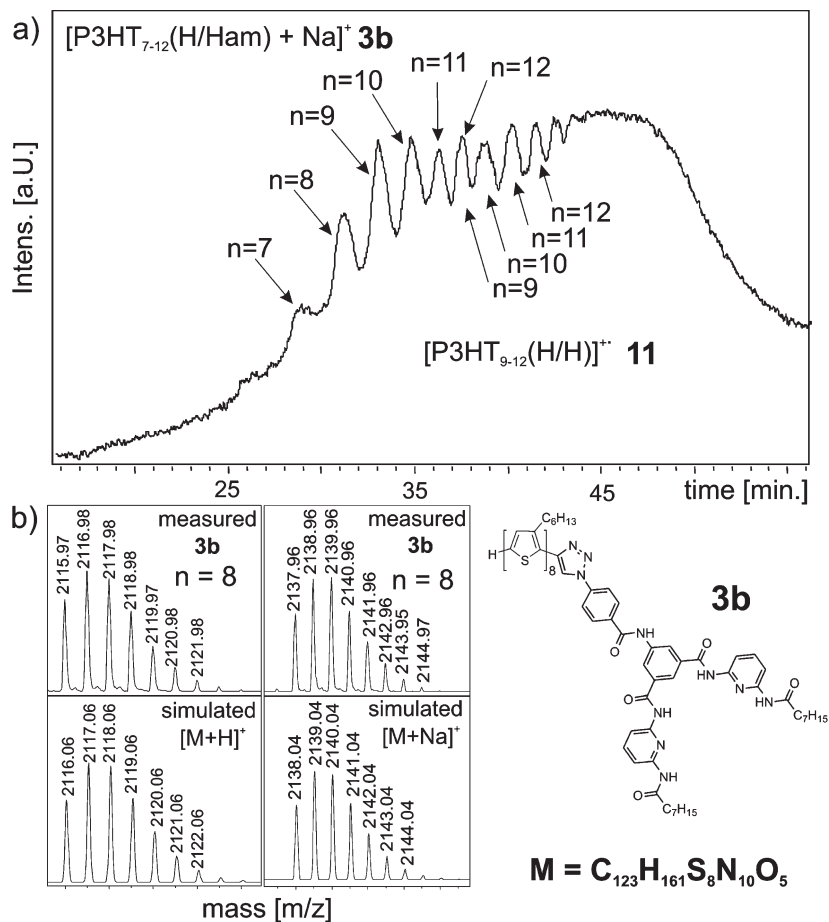 a)
[P3HT7-12(H/Ham) + Na]+ 3b
n=11
n=12
n=10
n=9
n=8
n=7
n=12
n=11
n=10
n=9
[P3HT9-12(H/H)]+· 11
Intens. [a.U.]
25 35 45 time [min.]
b)
measured
3b
n = 8
2115.97
2116.98
2117.98
2118.98
2119.97
2120.98
2121.98
measured
3b
n = 8
2137.96
2138.96
2139.96
2140.96
2141.96
2142.96
2143.95
2144.97
simulated
[M+H]+
2116.06
2117.06
2118.06
2119.06
2120.06
2121.06
2122.06
simulated
[M+Na]+
2138.04
2139.04
2140.04
2141.04
2142.04
2143.04
2144.04
mass [m/z]
C6H13
H
S
8
N
N
N
3b
O
NH
O
NH
N
HN
O
C7H15
O
NH
N
NH
O
C7H15
M = C123H161S8N10O5